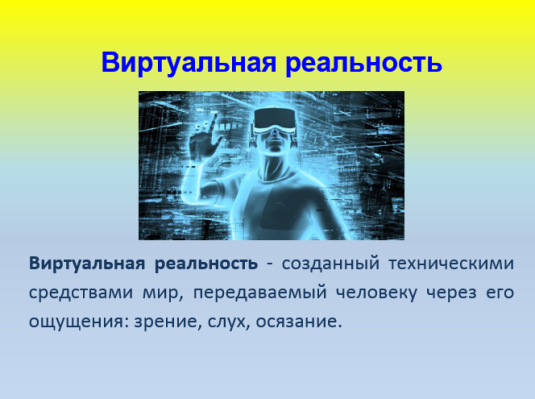 Виртуальная реальность
Виртуальная реальность - созданный техническими
средствами мир, передаваемый человеку через его
ощущения: зрение, слух, осязание.